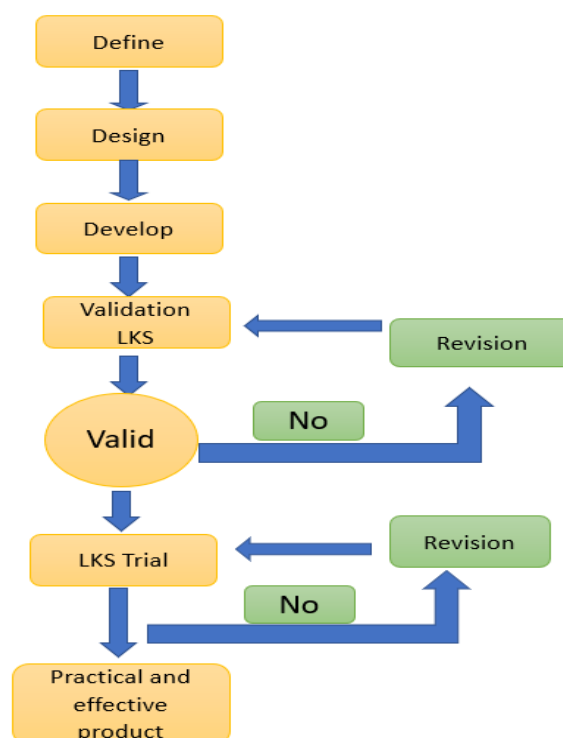 Define
Design
Develop
Validation
LKS
Revision
No
Valid
LKS Trial
Revision
No
Practical and
effective
product